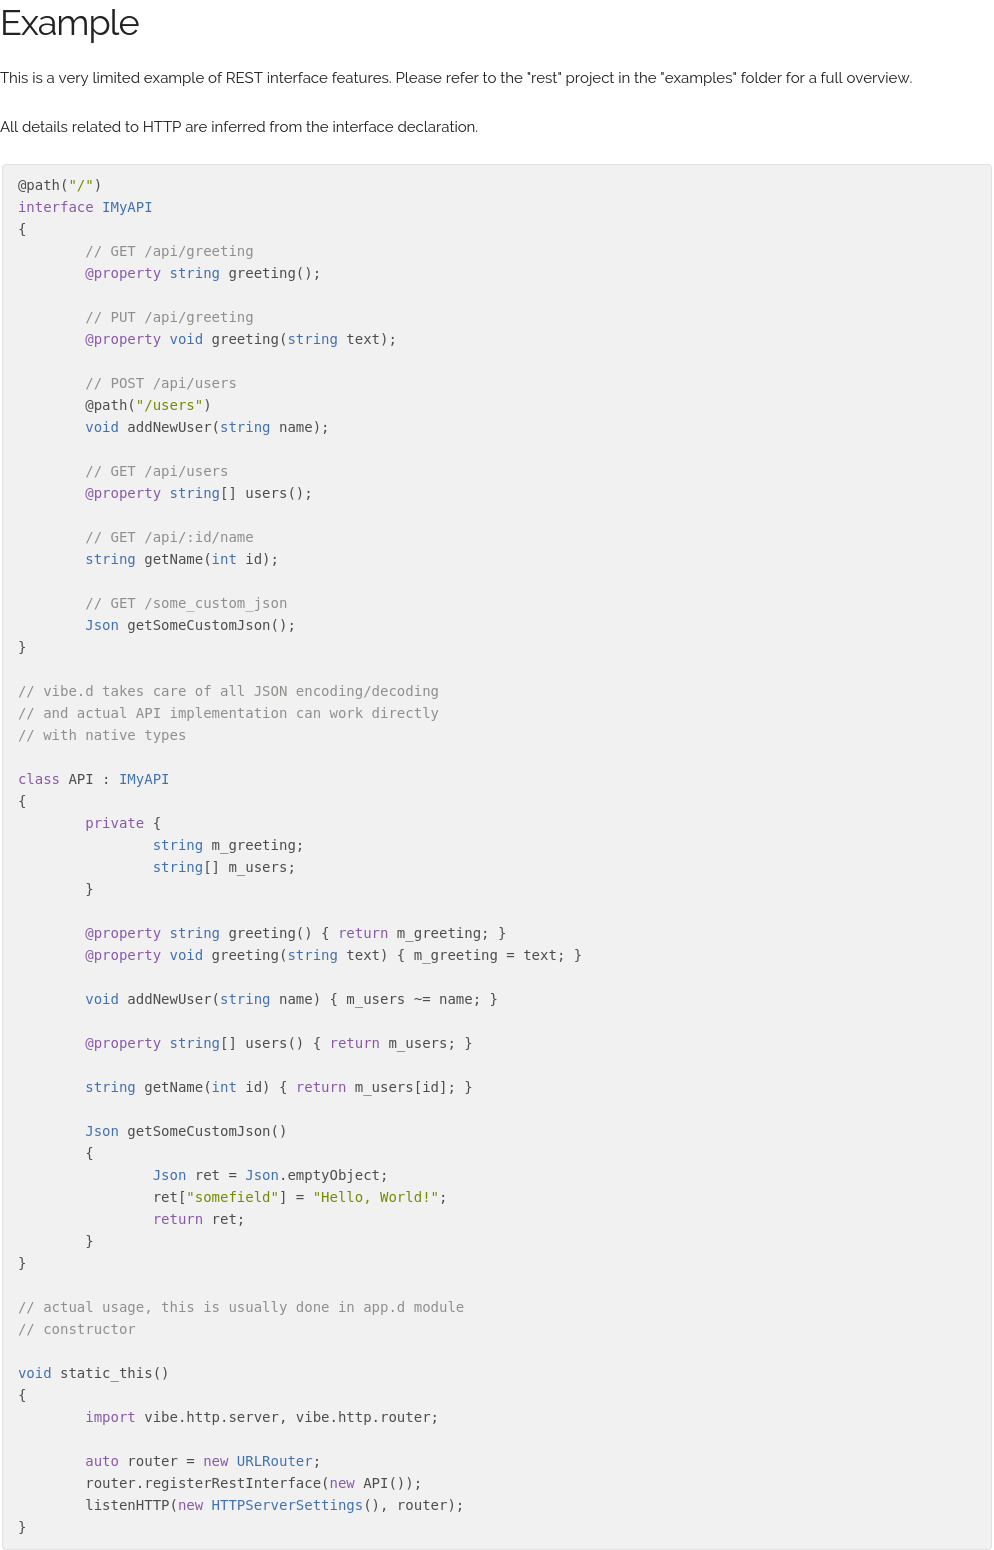 Example
This is a very limited example of REST interface features. Please refer to the "rest" project in the "examples" folder for a full overview.
All details related to HTTP are inferred from the interface declaration.
@path("/")
interface IMyAPI
{
        // GET /api/greeting
        @property string greeting();

        // PUT /api/greeting
        @property void greeting(string text);

        // POST /api/users
        @path("/users")
        void addNewUser(string name);

        // GET /api/users
        @property string[] users();

        // GET /api/:id/name
        string getName(int id);

        // GET /some_custom_json
        Json getSomeCustomJson();
}

// vibe.d takes care of all JSON encoding/decoding
// and actual API implementation can work directly
// with native types

class API : IMyAPI
{
        private {
                string m_greeting;
                string[] m_users;
        }

        @property string greeting() { return m_greeting; }
        @property void greeting(string text) { m_greeting = text; }

        void addNewUser(string name) { m_users ~= name; }

        @property string[] users() { return m_users; }

        string getName(int id) { return m_users[id]; }

        Json getSomeCustomJson()
        {
                Json ret = Json.emptyObject;
                ret["somefield"] = "Hello, World!";
                return ret;
        }
}

// actual usage, this is usually done in app.d module
// constructor

void static_this()
{
        import vibe.http.server, vibe.http.router;

        auto router = new URLRouter;
        router.registerRestInterface(new API());
        listenHTTP(new HTTPServerSettings(), router);
}